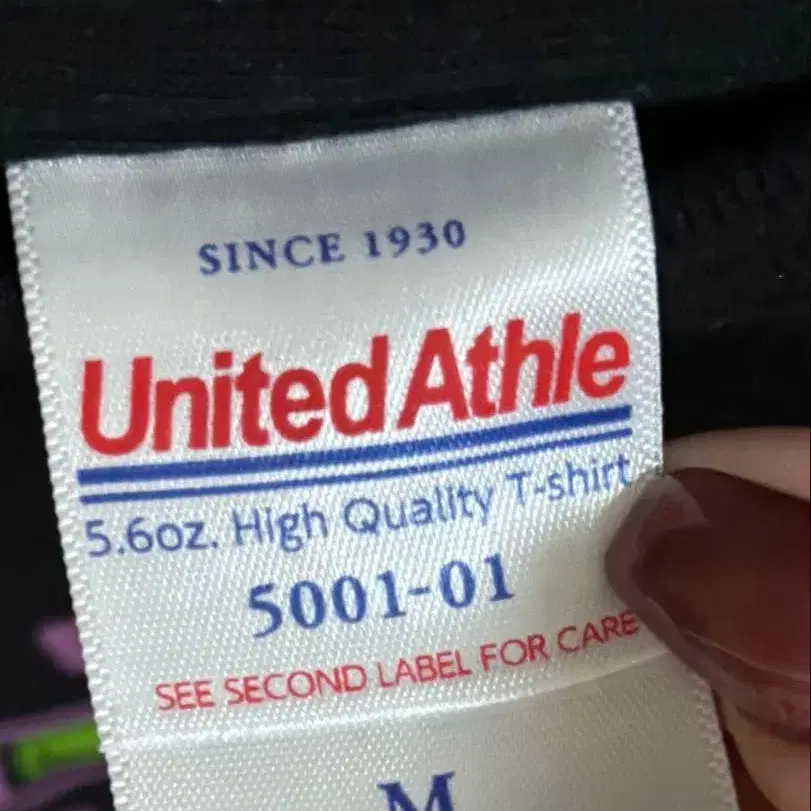 SINCE 1930
United Athle
5.6oz. High Quality T-shirt
5001-01
SEE SECOND LABEL FOR CARE
M